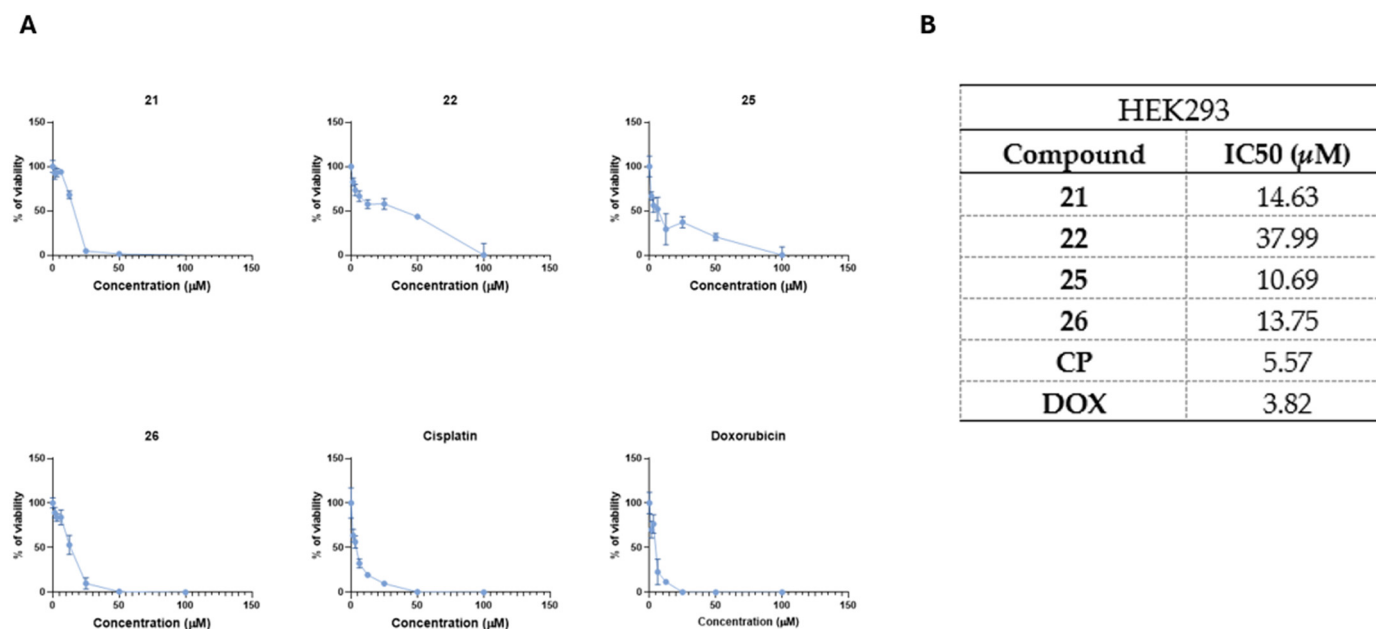 A
B
21
150
100
50
0
0 50 100 150
% of viability
Concentration (µM)
22
150
100
50
0
0 50 100 150
% of viability
Concentration (µM)
25
150
100
50
0
0 50 100 150
% of viability
Concentration (µM)
26
150
100
50
0
0 50 100 150
% of viability
Concentration (µM)
Cisplatin
150
100
50
0
0 50 100 150
% of viability
Concentration (µM)
Doxorubicin
150
100
50
0
0 50 100 150
% of viability
Concentration (µM)
HEK293
Compound IC50 (µM)
21 14.63
22 37.99
25 10.69
26 13.75
CP 5.57
DOX 3.82